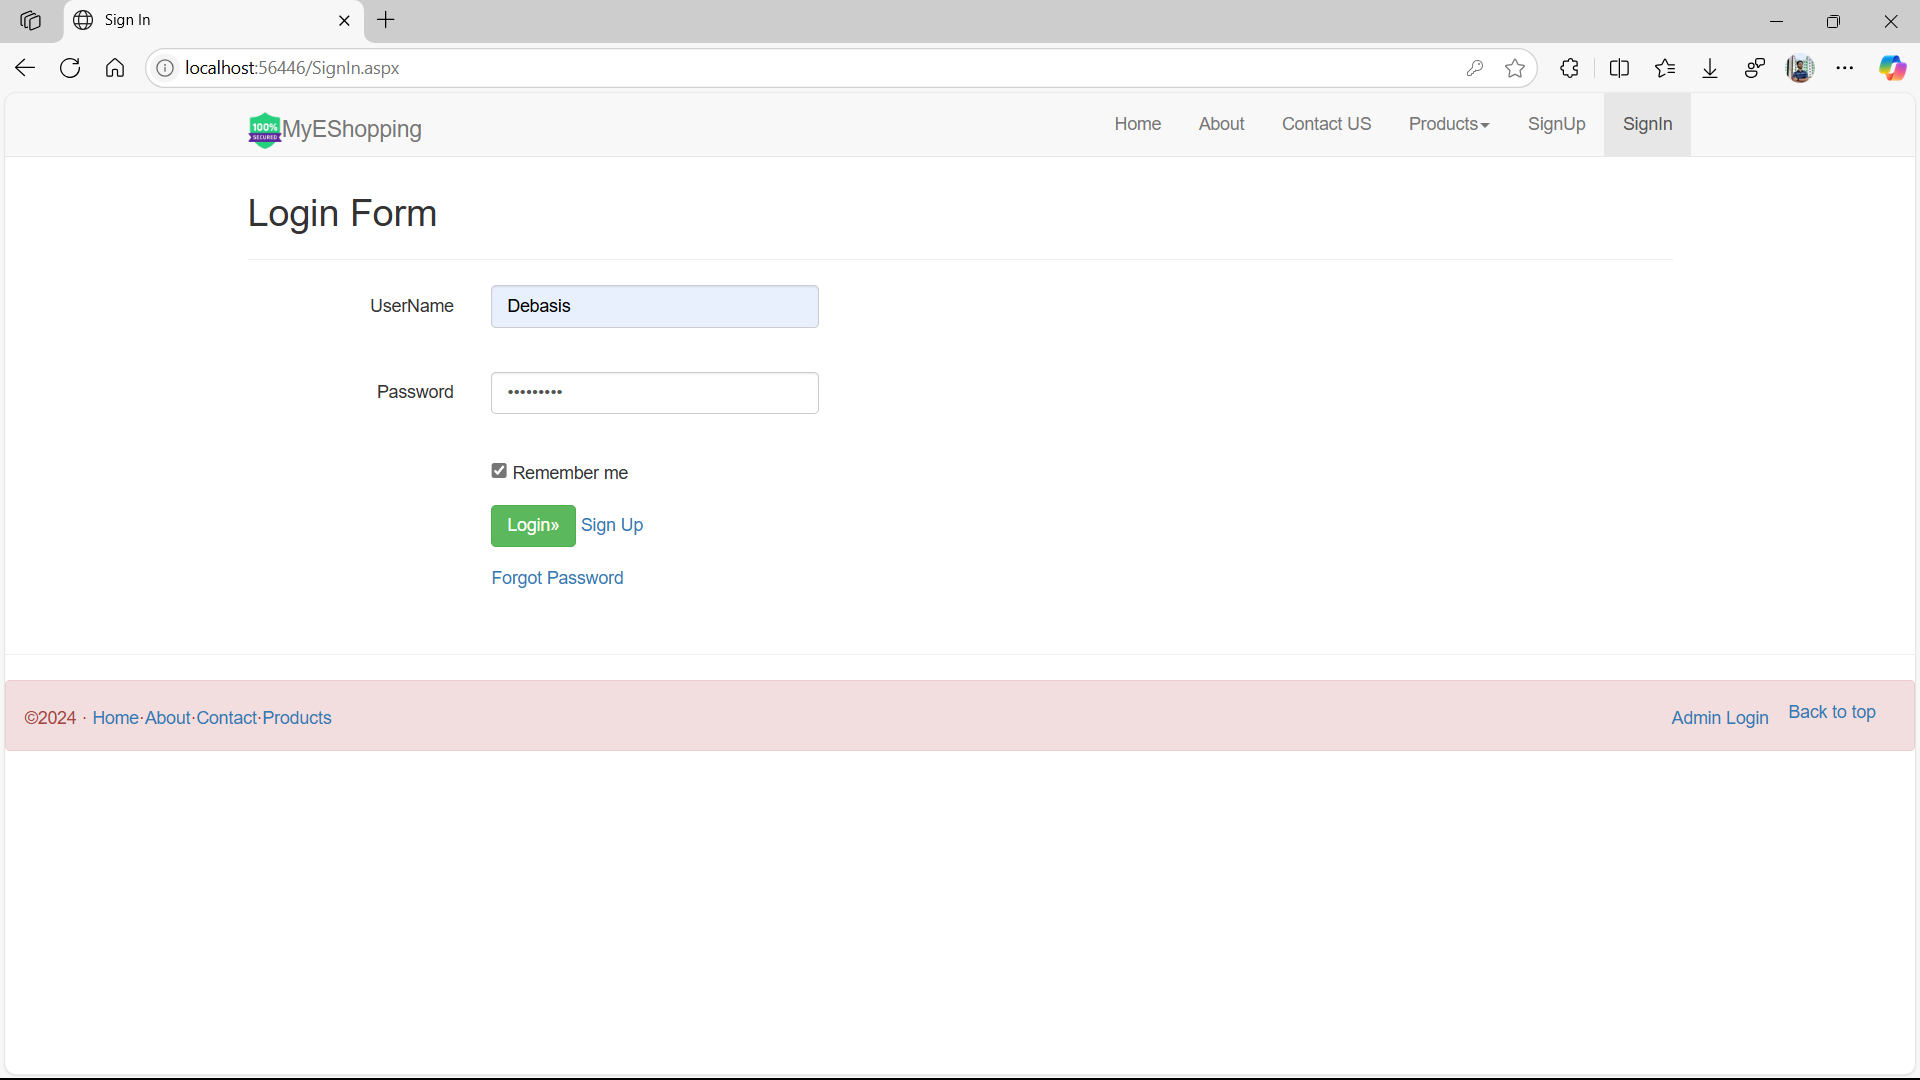 Sign In
localhost:56446/SignIn.aspx
100%
SECURED
MyEShopping
Home About Contact US Products SignUp SignIn
Login Form
UserName Debasis
Password •••••••••
Remember me
Login» Sign Up
Forgot Password
©2024 · Home·About·Contact·Products Admin Login Back to top